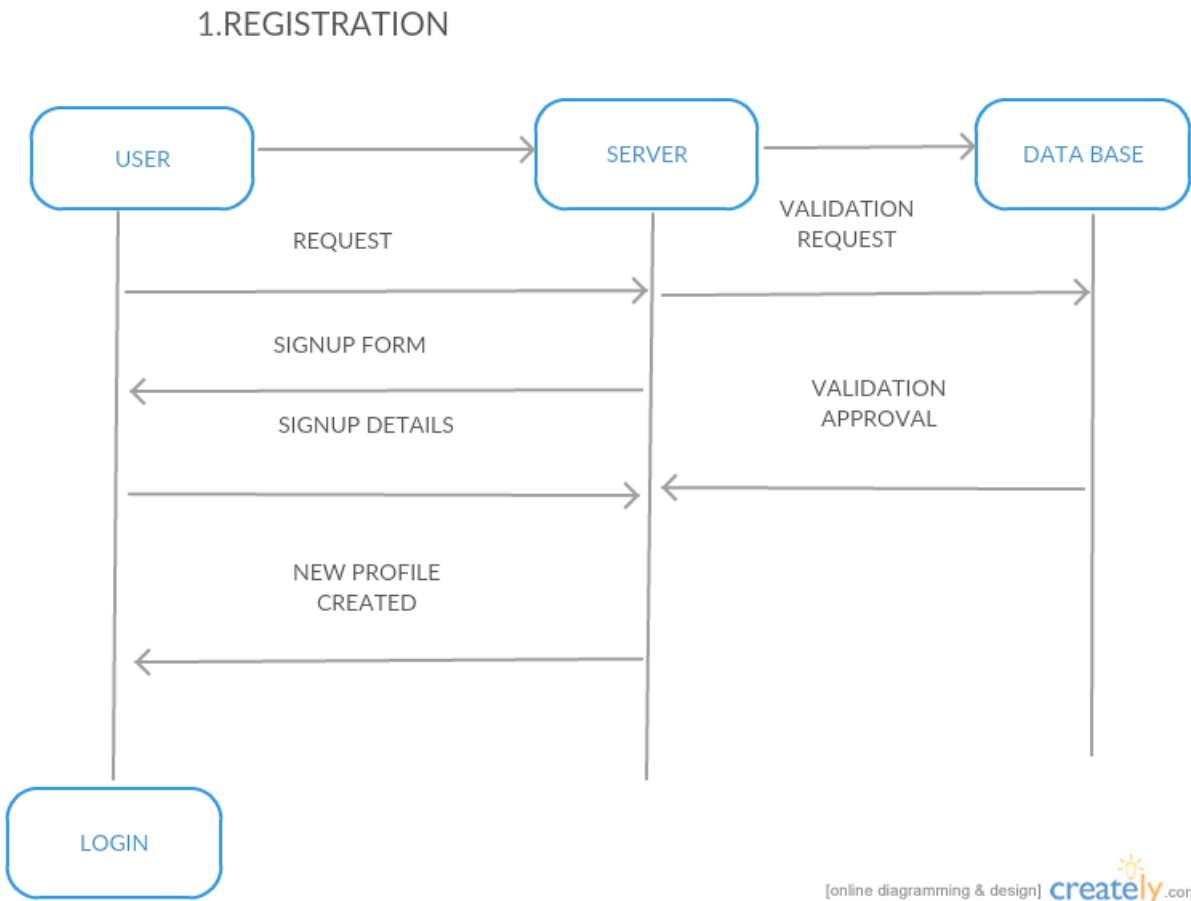 1.REGISTRATION
USER
SERVER
DATA BASE
VALIDATION
REQUEST
REQUEST
SIGNUP FORM
VALIDATION
APPROVAL
SIGNUP DETAILS
NEW PROFILE
CREATED
LOGIN
[online diagramming & design] creately.com